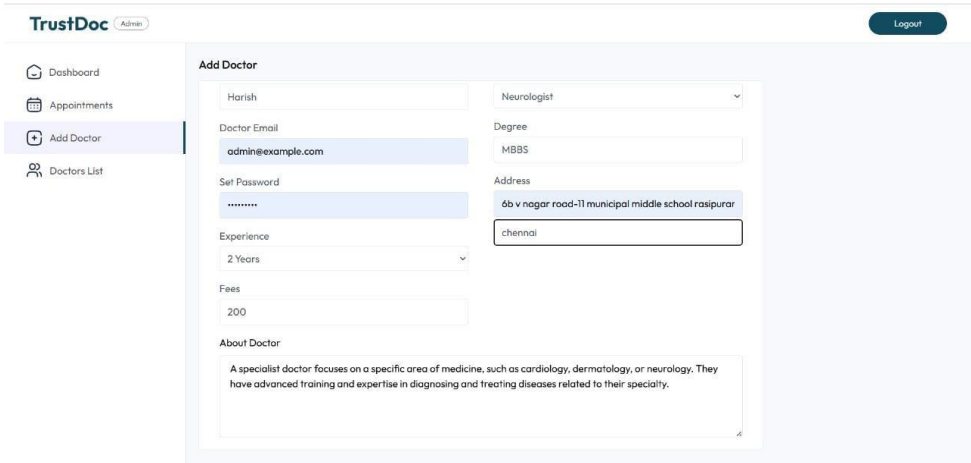 TrustDoc Admin
Logout
Dashboard
Appointments
Add Doctor
Doctors List
Add Doctor
Harish
Doctor Email
admin@example.com
Set Password
•••••••••
Experience
2 Years
Fees
200
Neurologist
Degree
MBBS
Address
6b v nagar road-11 municipal middle school rasipuram
chennai
About Doctor
A specialist doctor focuses on a specific area of medicine, such as cardiology, dermatology, or neurology. They
have advanced training and expertise in diagnosing and treating diseases related to their specialty.